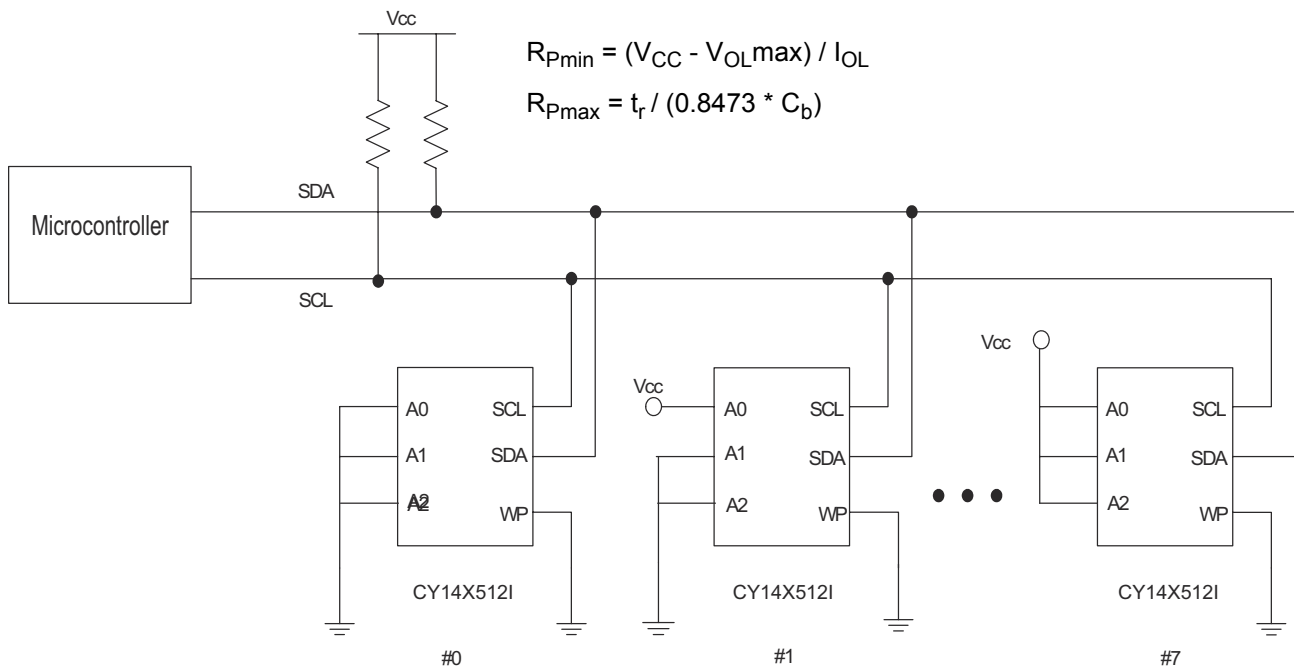 Vcc
R_Pmin = (V_CC - V_OLmax) / I_OL
R_Pmax = t_r / (0.8473 * C_b)
SDA
Microcontroller
SCL
Vcc
Vcc
A0 SCL
A1 SDA
A2 WP
A0 SCL
A1 SDA
A2 WP
A0 SCL
A1 SDA
A2 WP
CY14X512I
CY14X512I
CY14X512I
#0
#1
#7